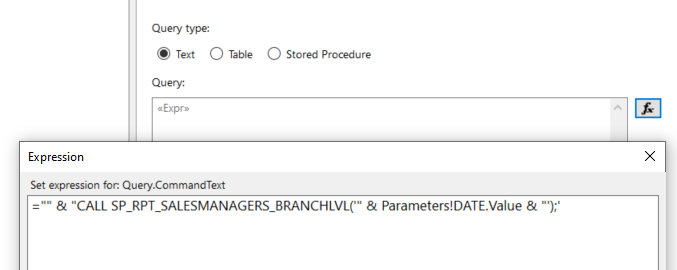 Query type:
Text Table Stored Procedure
Query:
«Expr»
fx
Expression
Set expression for: Query.CommandText
="" & "CALL SP_RPT_SALESMANAGERS_BRANCHLVL('" & Parameters!DATE.Value & "');'